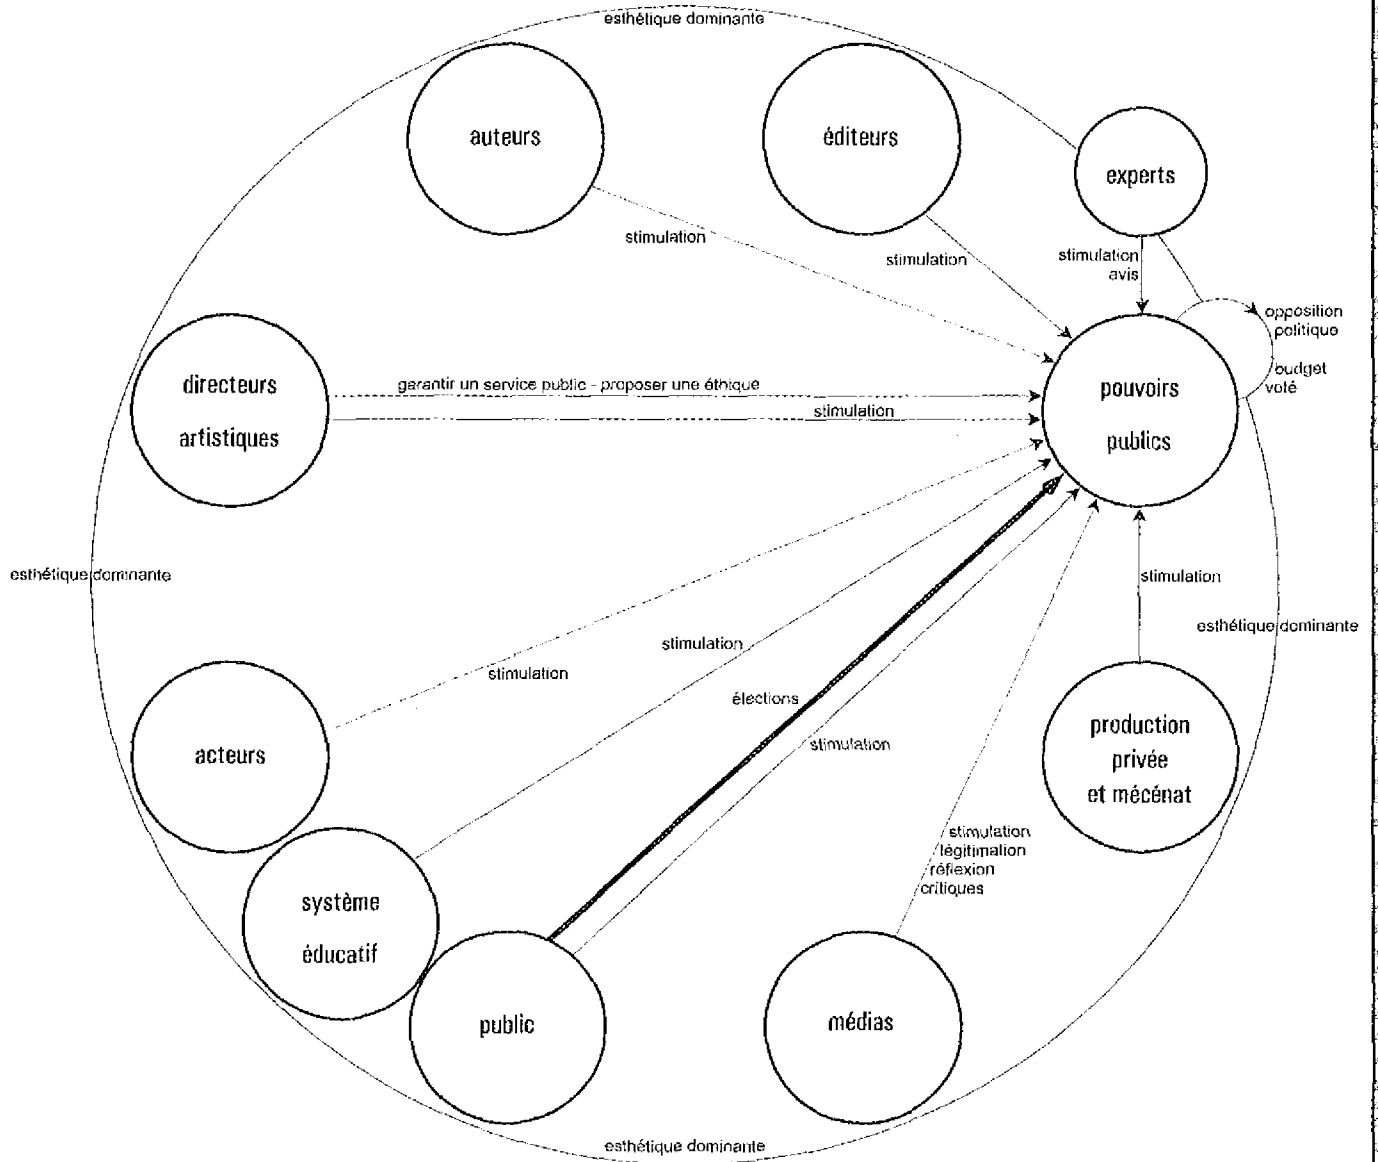 esthétique dominante
auteurs
éditeurs
experts
stimulation
stimulation
stimulation
avis
opposition
politique
budget
voté
directeurs
artistiques
garantir un service public - proposer une éthique
stimulation
pouvoirs
publics
esthétique dominante
stimulation
esthétique dominante
stimulation
stimulation
élections
stimulation
acteurs
production
privée
et mécénat
stimulation
légitimation
réflexion
critiques
système
éducatif
public
médias
esthétique dominante